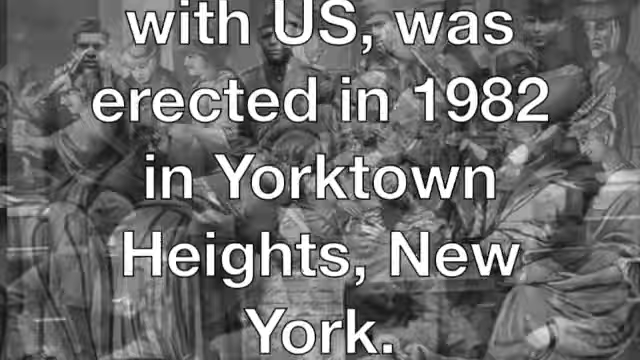 with US, was
erected in 1982
in Yorktown
Heights, New
York.